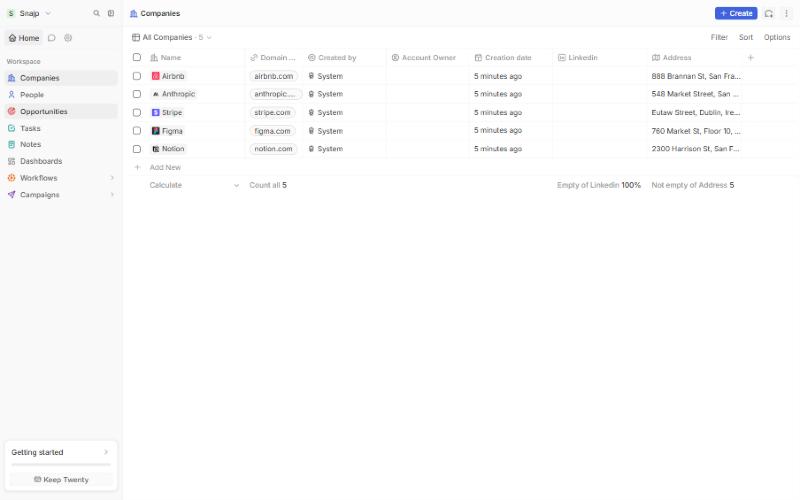 Snap
Home
Workspace
Companies
People
Opportunities
Tasks
Notes
Dashboards
Workflows
Campaigns
Getting started
Keep Twenty
Companies
+ Create
All Companies · 5
Filter Sort Options
Name Domain ... Created by Account Owner Creation date Linkedin Address +
Airbnb airbnb.com System 5 minutes ago 888 Brannan St, San Fra...
Anthropic anthropic.... System 5 minutes ago 548 Market Street, San ...
Stripe stripe.com System 5 minutes ago Eutaw Street, Dublin, Ire...
Figma figma.com System 5 minutes ago 760 Market St, Floor 10, ...
Notion notion.com System 5 minutes ago 2300 Harrison St, San F...
+ Add New
Calculate Count all 5 Empty of Linkedin 100% Not empty of Address 5